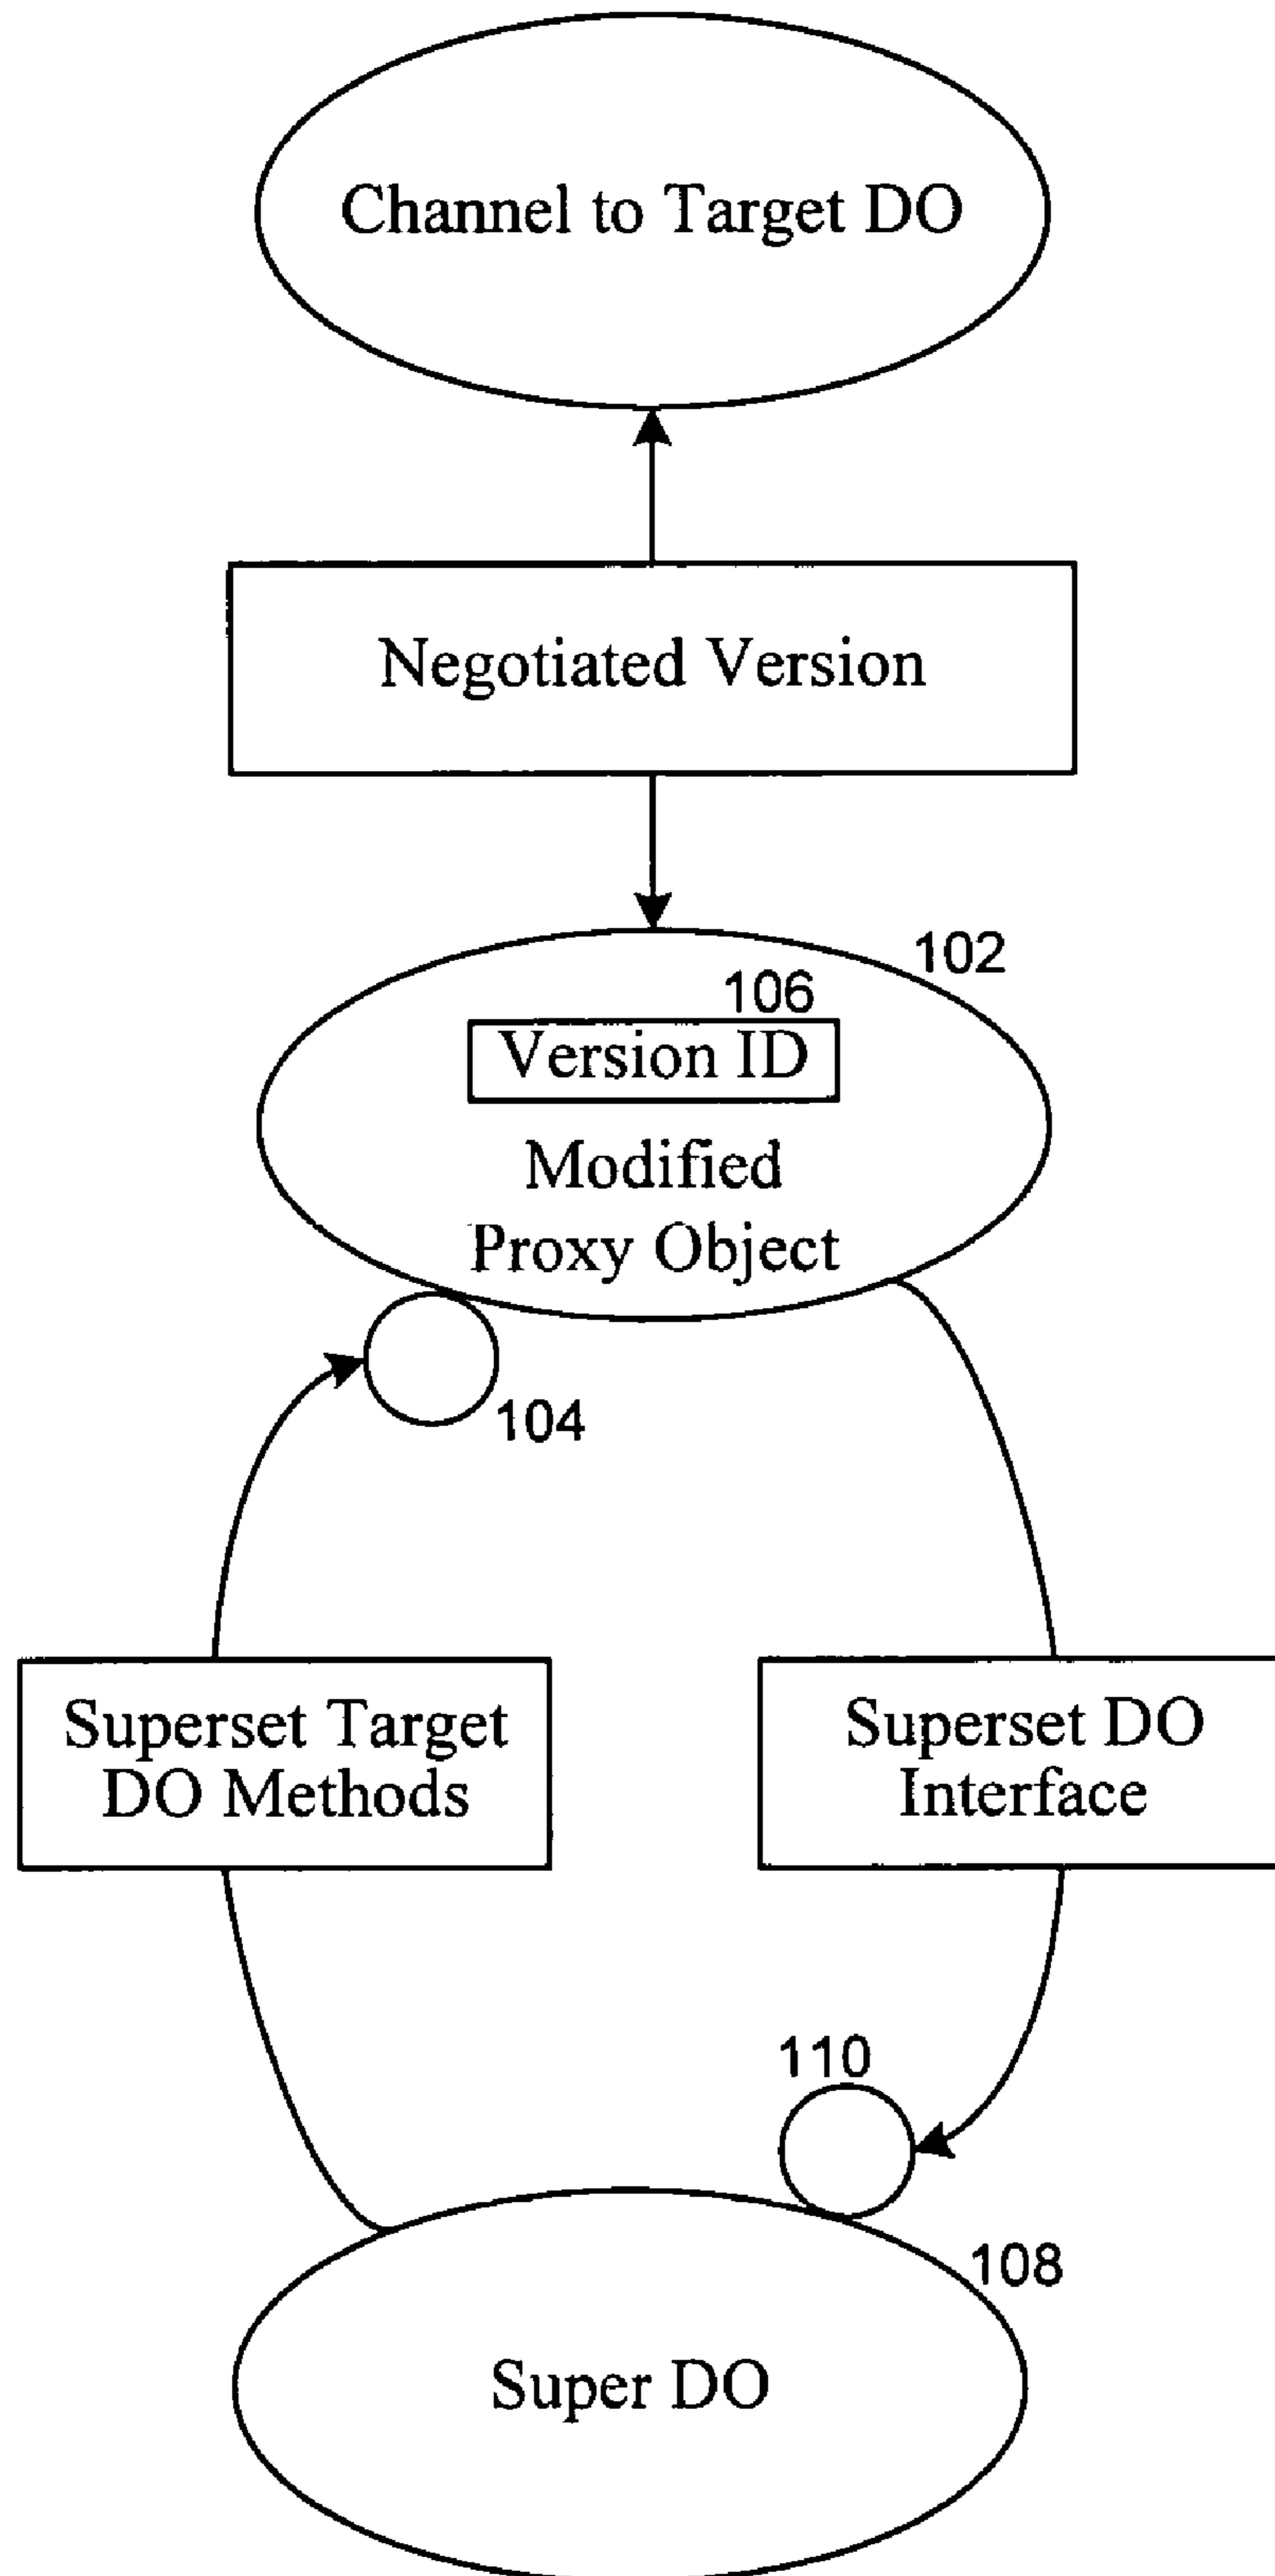 Channel to Target DO
Negotiated Version
102
106
Version ID
Modified
Proxy Object
104
Superset Target
DO Methods
Superset DO
Interface
110
108
Super DO